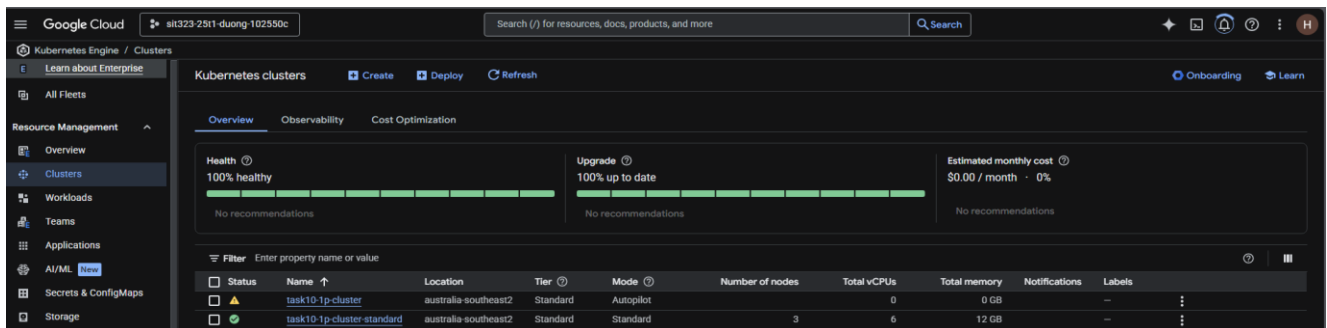 Google Cloud sit323-25t1-duong-102550c Search (/) for resources, docs, products, and more Search H
Kubernetes Engine / Clusters
Learn about Enterprise
All Fleets
Resource Management
Overview
Clusters
Workloads
Teams
Applications
AI/ML New
Secrets & ConfigMaps
Storage
Kubernetes clusters Create Deploy Refresh Onboarding Learn
Overview Observability Cost Optimization
Health Upgrade Estimated monthly cost
100% healthy 100% up to date $0.00 / month · 0%
No recommendations No recommendations No recommendations
Filter Enter property name or value
Status Name ↑ Location Tier Mode Number of nodes Total vCPUs Total memory Notifications Labels
task10-1p-cluster australia-southeast2 Standard Autopilot 0 0 GB –
task10-1p-cluster-standard australia-southeast2 Standard Standard 3 6 12 GB –